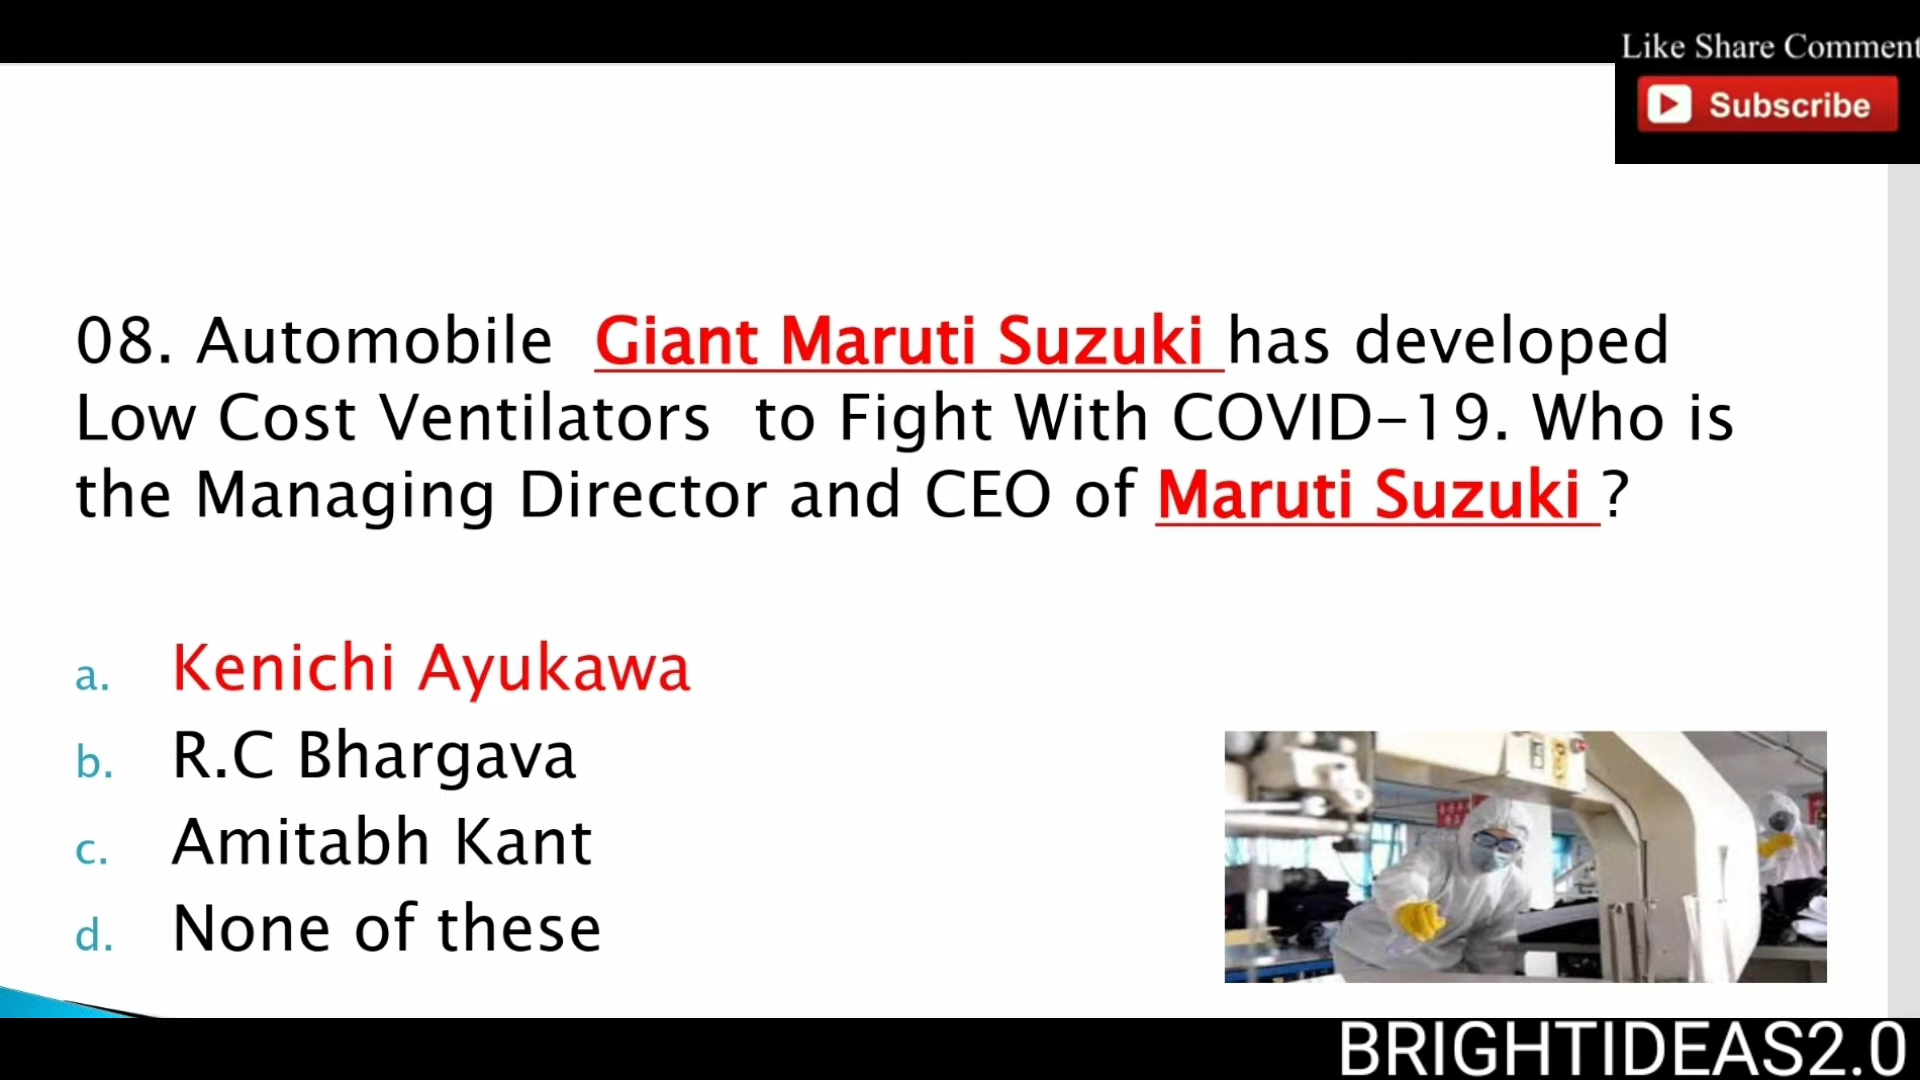 Like Share Comment
Subscribe
08. Automobile Giant Maruti Suzuki has developed
Low Cost Ventilators to Fight With COVID-19. Who is
the Managing Director and CEO of Maruti Suzuki ?
a. Kenichi Ayukawa
b. R.C Bhargava
c. Amitabh Kant
d. None of these
BRIGHTIDEAS2.0